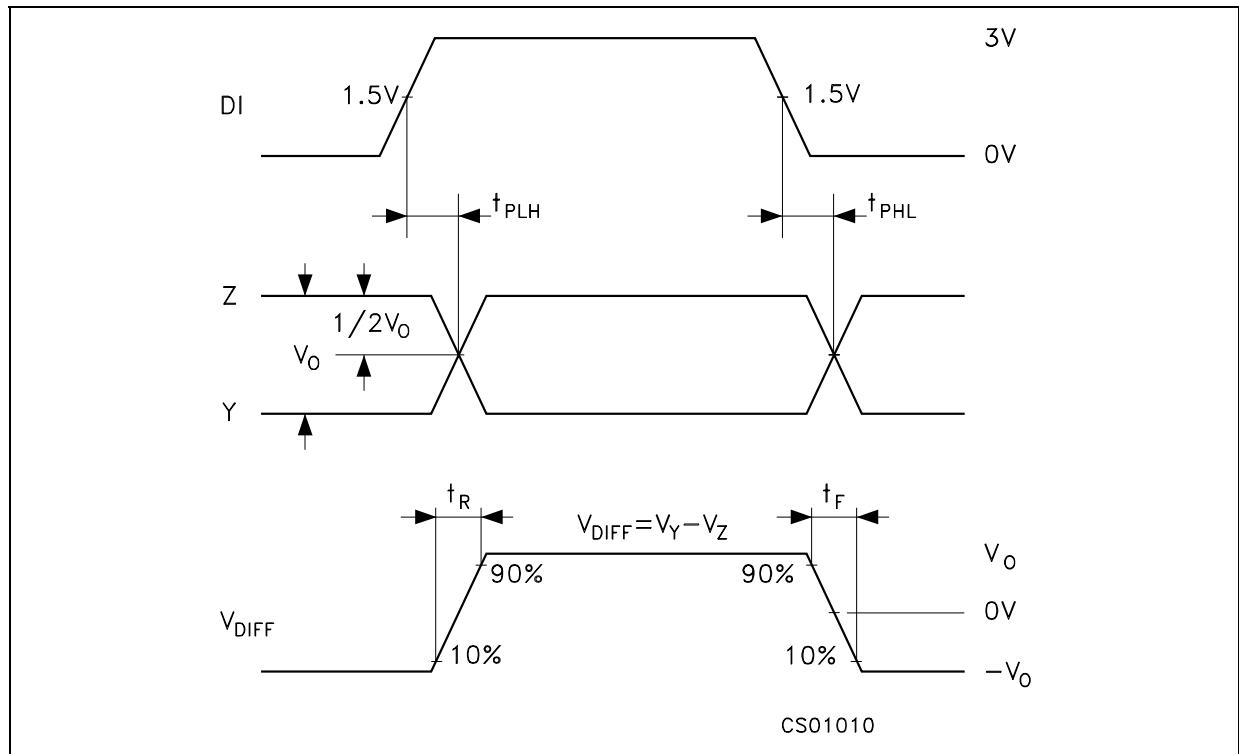 3V
1.5V
1.5V
DI
0V
tPLH
tPHL
Z
1/2VO
VO
Y
tR
tF
VDIFF=VY-VZ
VO
90%
90%
0V
VDIFF
10%
10%
-VO
CS01010